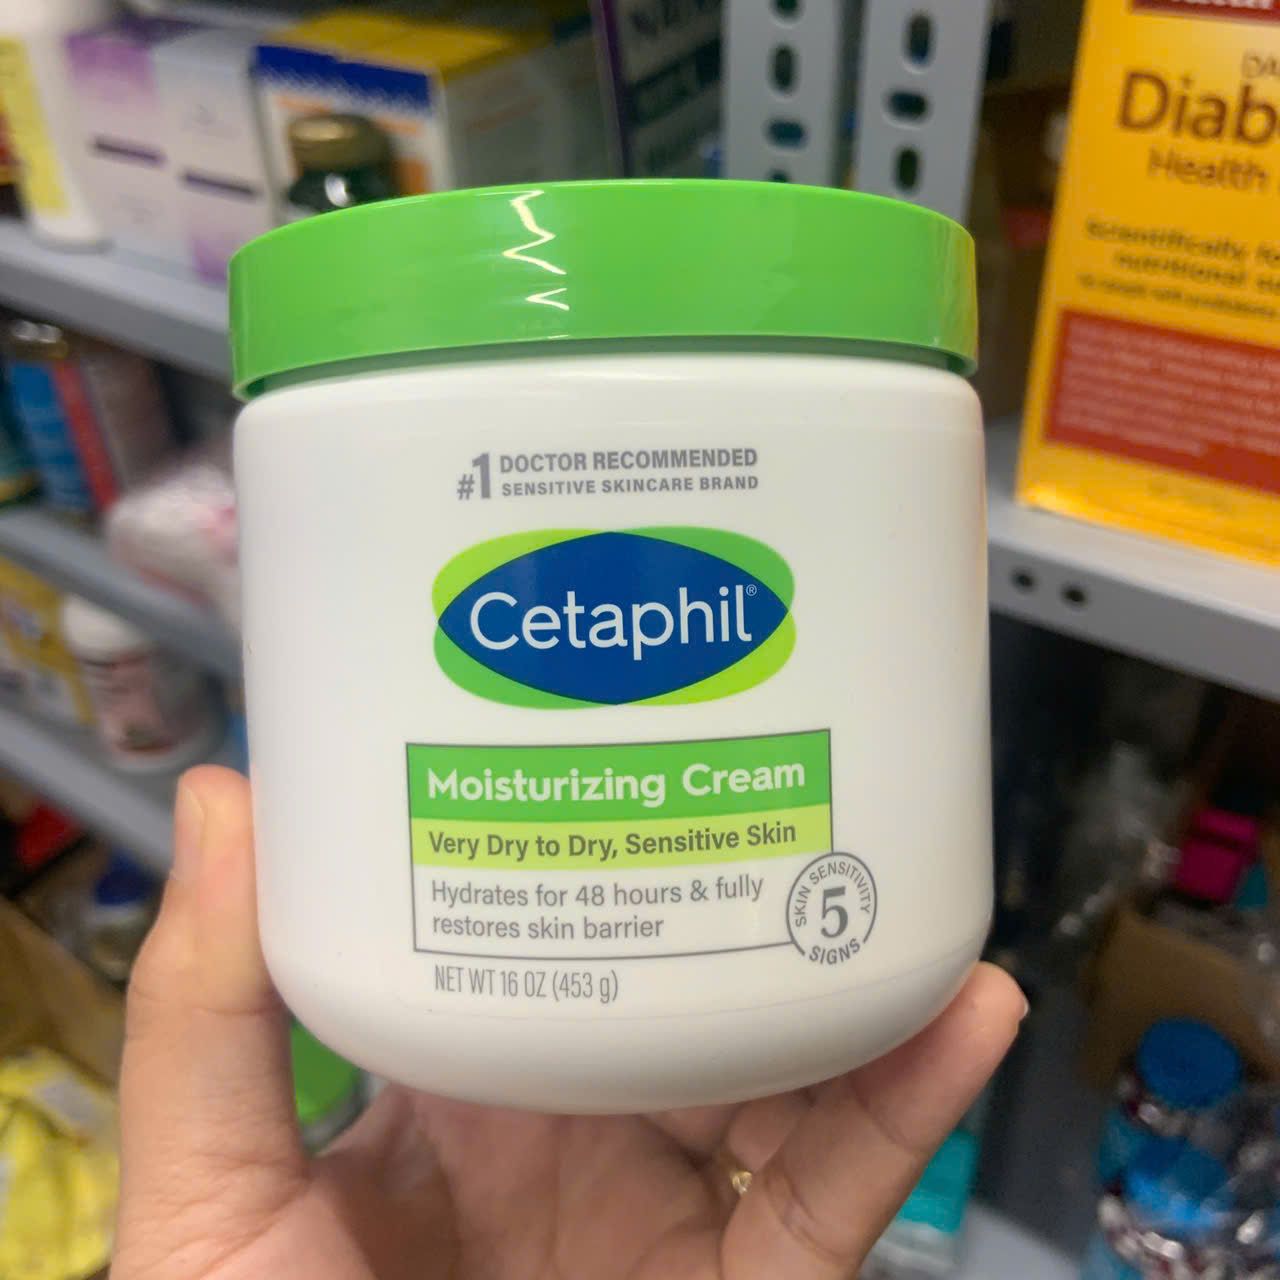 #1 DOCTOR RECOMMENDED
SENSITIVE SKINCARE BRAND
Cetaphil®
Moisturizing Cream
Very Dry to Dry, Sensitive Skin
Hydrates for 48 hours & fully
restores skin barrier
SKIN SENSITIVITY
5
SIGNS
NET WT 16 OZ (453 g)
Diab
Health